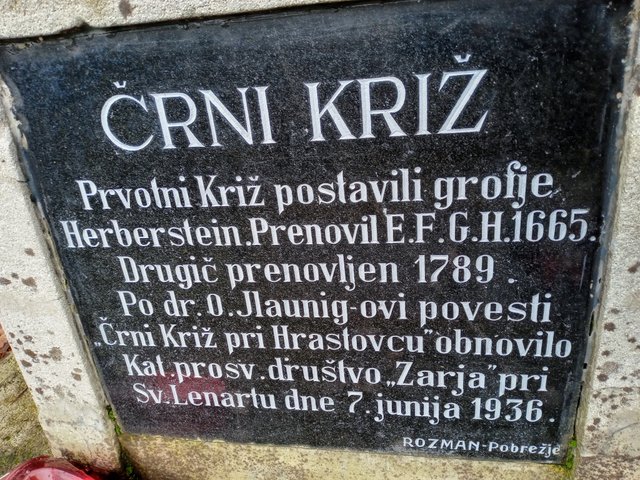 ČRNI KRIŽ
Prvotni Križ postavili grofje
Herberstein.Prenovil E.F.G.H.1665.
Drugič prenovljen 1789.
Po dr.O.Jlaunig-ovi povesti
„Črni Križ pri Hrastovcu" obnovilo
Kat.prosv.društvo „Zarja" pri
Sv.Lenartu dne 7.junija 1936.
ROZMAN-Pobrežje